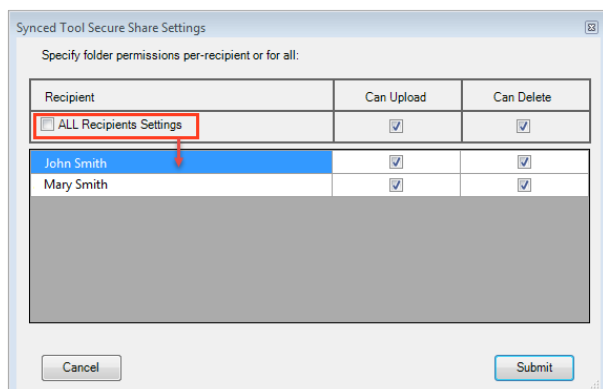 Synced Tool Secure Share Settings
Specify folder permissions per-recipient or for all:
Recipient Can Upload Can Delete
ALL Recipients Settings
John Smith
Mary Smith
Cancel Submit